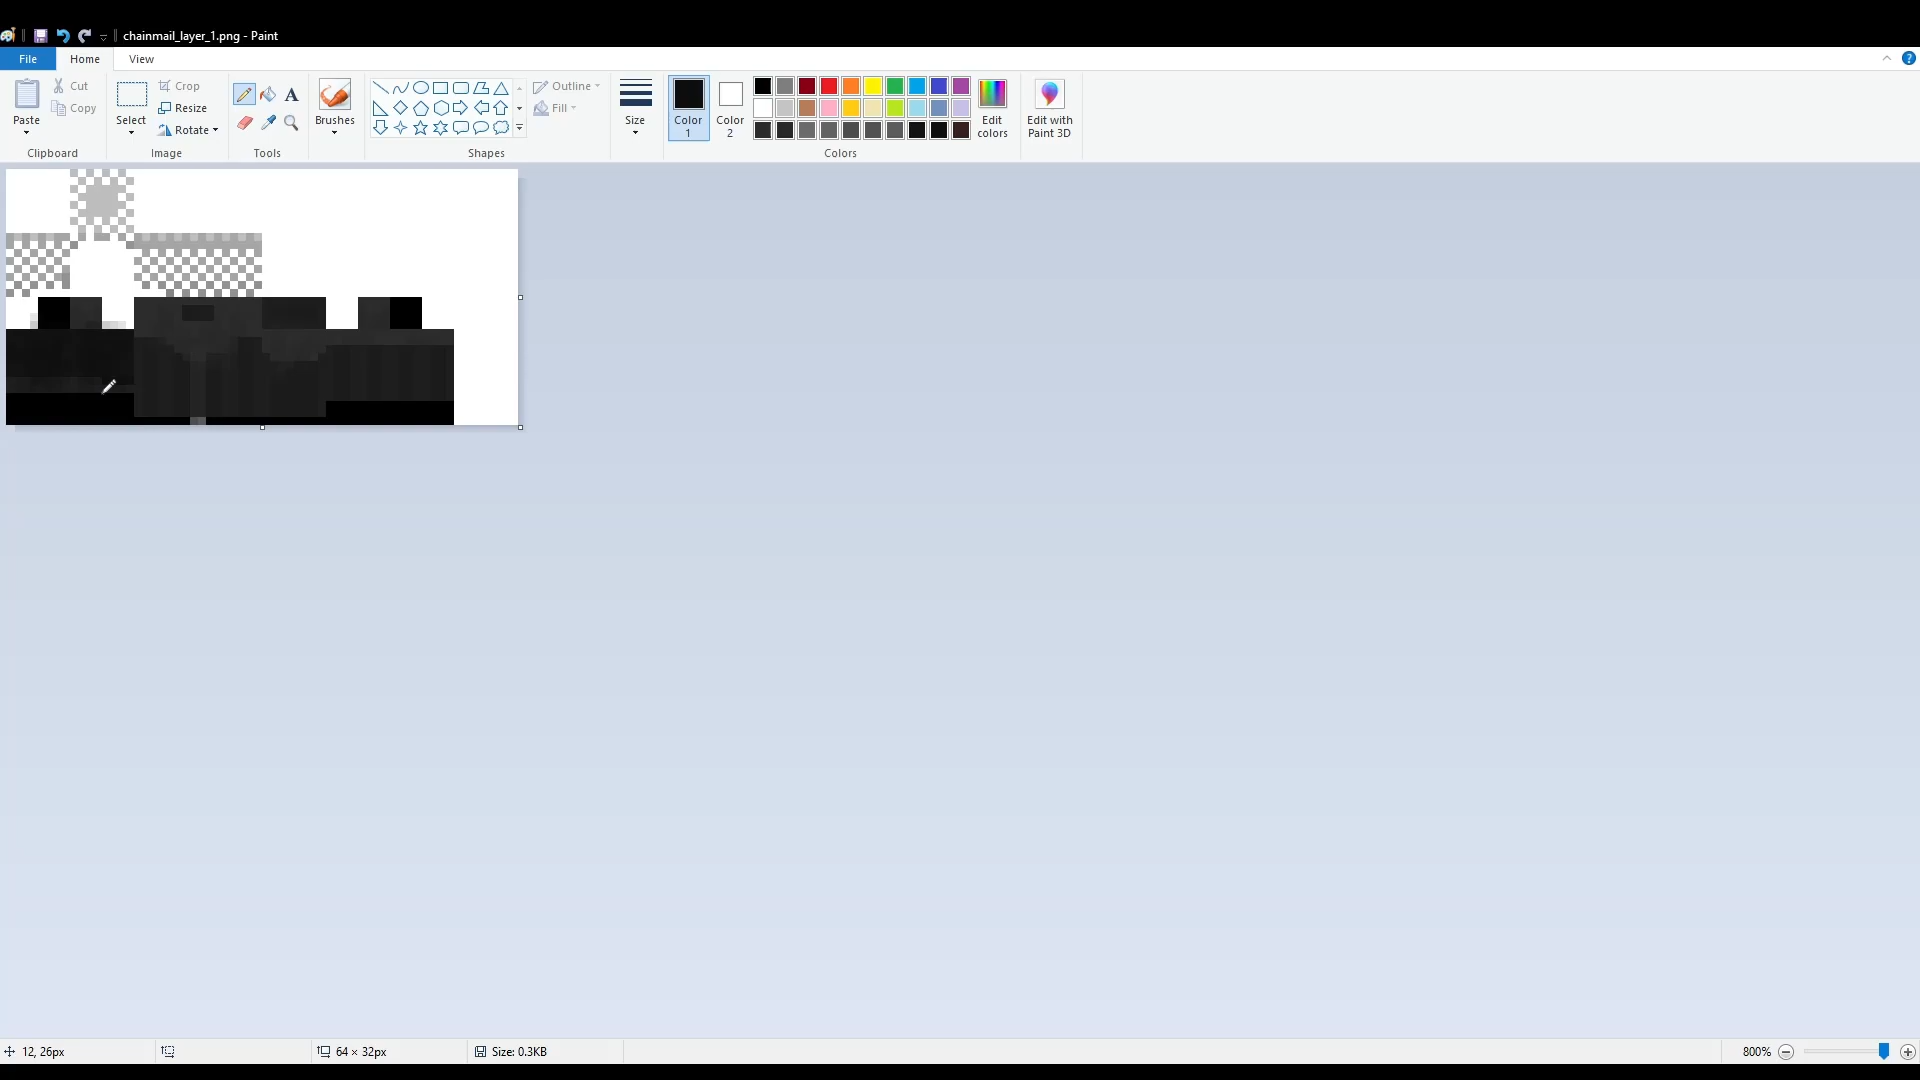 chainmail_layer_1.png - Paint
File Home View
Paste Cut Copy
Clipboard
Select Crop Resize Rotate
Image
A
Tools
Brushes
Outline Fill
Shapes
Size
Color 1
Color 2
Edit colors
Colors
Edit with Paint 3D
12, 26px
64 × 32px
Size: 0.3KB
800%